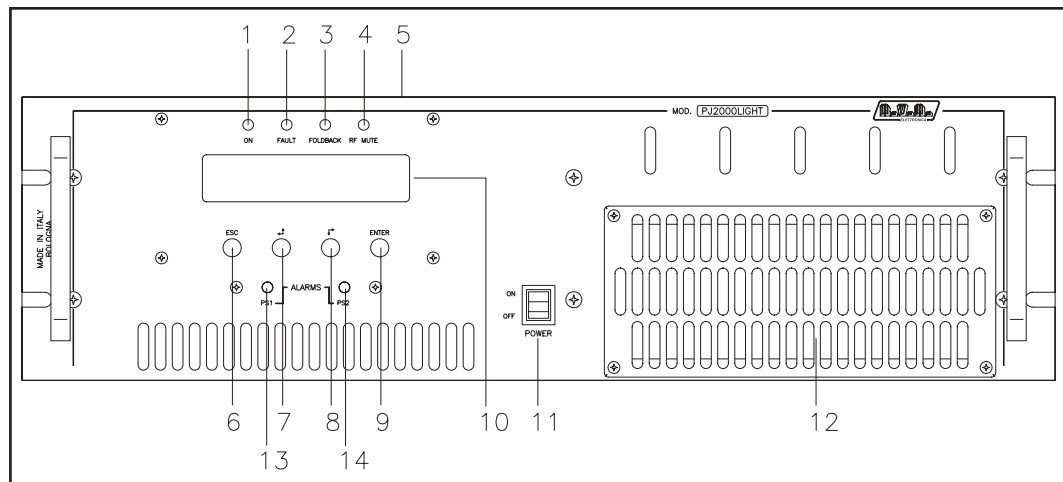 1 2 3 4 5
MOD. PJ2000LIGHT
R.V.R.
ELETTRONICA
ON FAULT FOLDBACK RF MUTE
MADE IN ITALY
BOLOGNA
ESC ENTER
ALARMS
PS1 PS2
ON
OFF
POWER
6 7 8 9 10 11 12
13 14